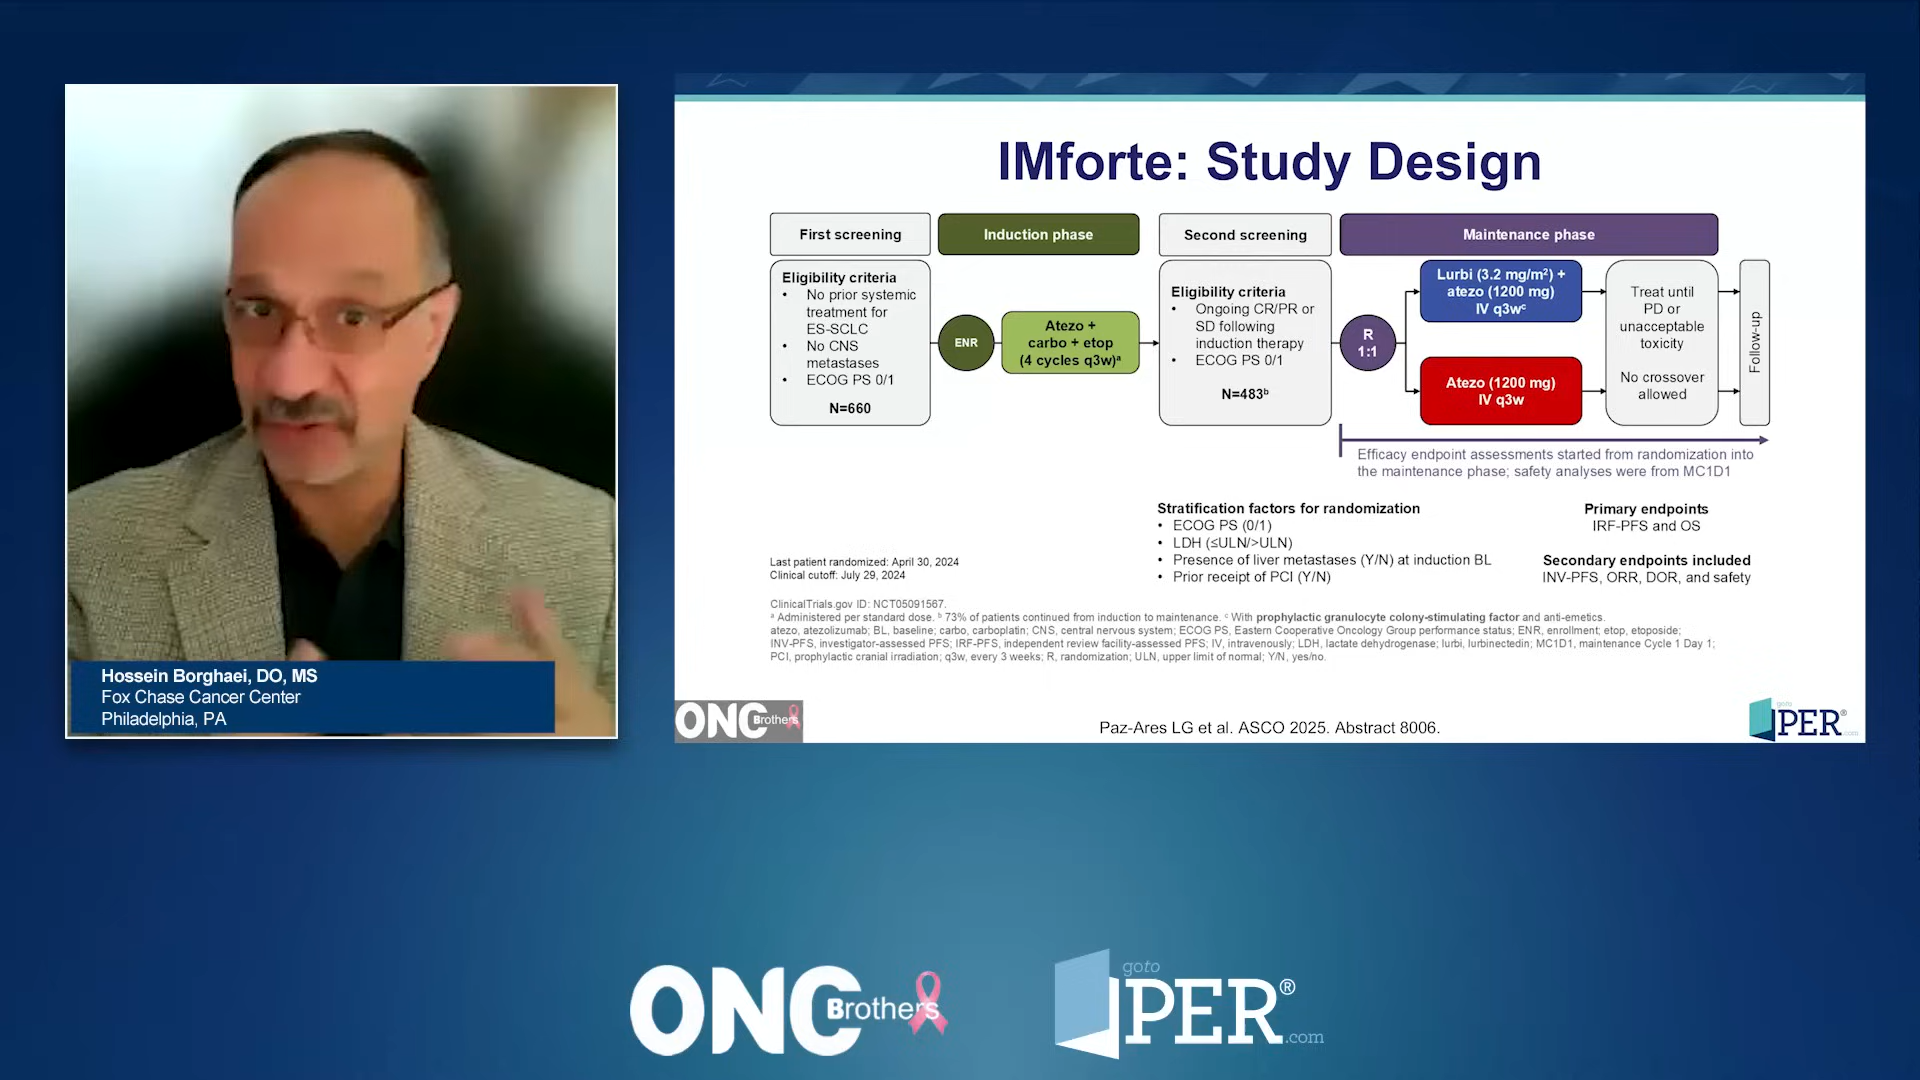 IMforte: Study Design
First screening
Induction phase
Second screening
Maintenance phase
Eligibility criteria
• No prior systemic
treatment for
ES-SCLC
• No CNS
metastases
• ECOG PS 0/1
N=660
ENR
Atezo +
carbo + etop
(4 cycles q3w)ᵃ
Eligibility criteria
• Ongoing CR/PR or
SD following
induction therapy
• ECOG PS 0/1
N=483ᵇ
R
1:1
Lurbi (3.2 mg/m²) +
atezo (1200 mg)
IV q3wᶜ
Atezo (1200 mg)
IV q3w
Treat until
PD or
unacceptable
toxicity
No crossover
allowed
Follow-up
Efficacy endpoint assessments started from randomization into
the maintenance phase; safety analyses were from MC1D1
Stratification factors for randomization
• ECOG PS (0/1)
• LDH (≤ULN/>ULN)
• Presence of liver metastases (Y/N) at induction BL
• Prior receipt of PCI (Y/N)
Primary endpoints
IRF-PFS and OS
Secondary endpoints included
INV-PFS, ORR, DOR, and safety
Last patient randomized: April 30, 2024
Clinical cutoff: July 29, 2024
ClinicalTrials.gov ID: NCT05091567.
ᵃ Administered per standard dose. ᵇ 73% of patients continued from induction to maintenance. ᶜ With prophylactic granulocyte colony-stimulating factor and anti-emetics.
atezo, atezolizumab; BL, baseline; carbo, carboplatin; CNS, central nervous system; ECOG PS, Eastern Cooperative Oncology Group performance status; ENR, enrollment; etop, etoposide;
INV-PFS, investigator-assessed PFS; IRF-PFS, independent review facility-assessed PFS; IV, intravenously; LDH, lactate dehydrogenase; lurbi, lurbinectedin; MC1D1, maintenance Cycle 1 Day 1;
PCI, prophylactic cranial irradiation; q3w, every 3 weeks; R, randomization; ULN, upper limit of normal; Y/N, yes/no.
Hossein Borghaei, DO, MS
Fox Chase Cancer Center
Philadelphia, PA
ONC Brothers
Paz-Ares LG et al. ASCO 2025. Abstract 8006.
goto
PER®
.com
ONC Brothers
goto
PER®
.com